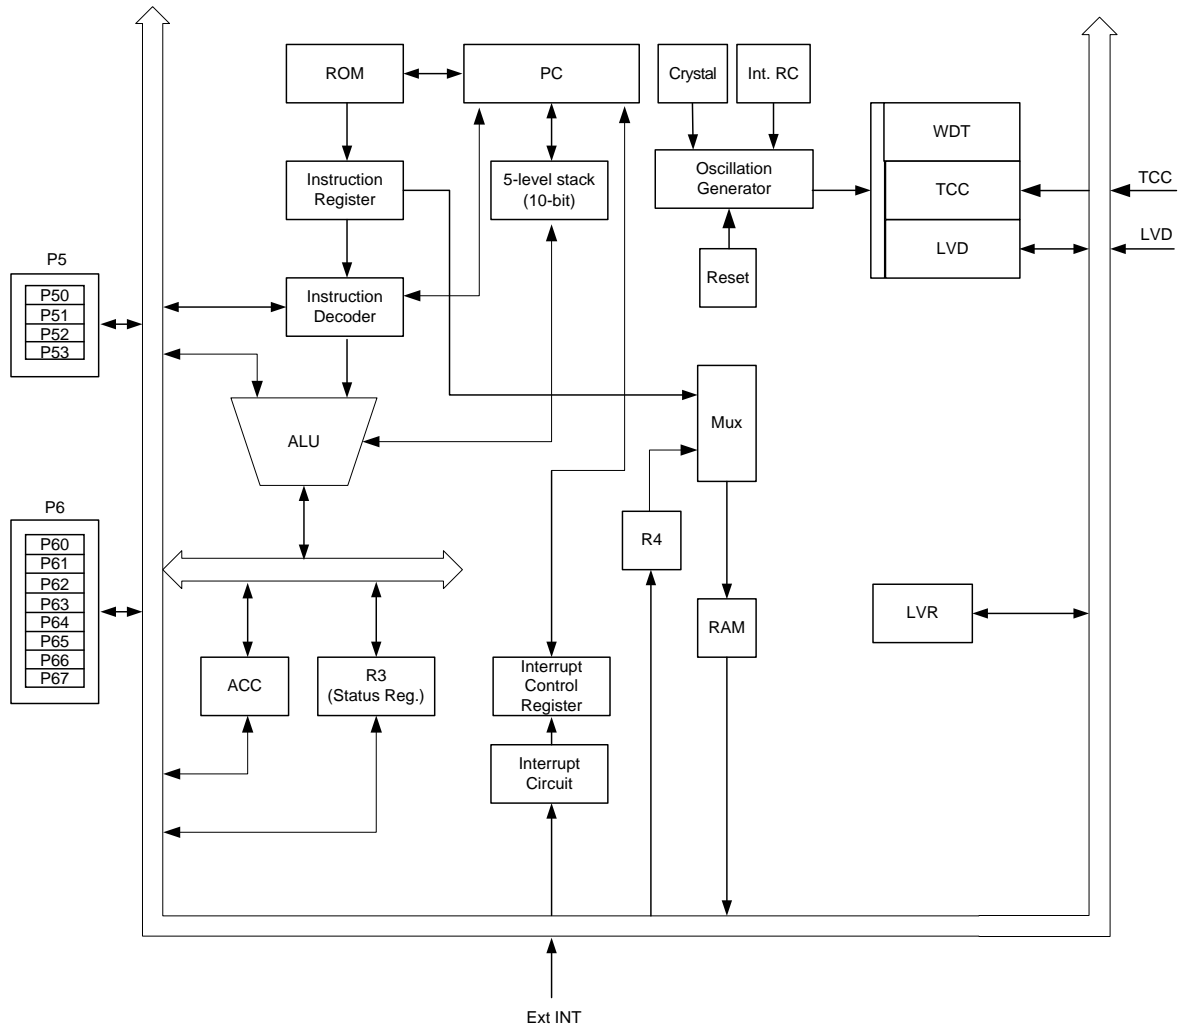 ROM
PC
Crystal
Int. RC
WDT
Oscillation
Generator
TCC
TCC
Instruction
Register
5-level stack
(10-bit)
LVD
LVD
P5
Reset
P50
P51
P52
P53
Instruction
Decoder
Mux
ALU
P6
R4
P60
P61
P62
P63
P64
P65
P66
P67
LVR
RAM
ACC
R3
(Status Reg.)
Interrupt
Control
Register
Interrupt
Circuit
Ext INT